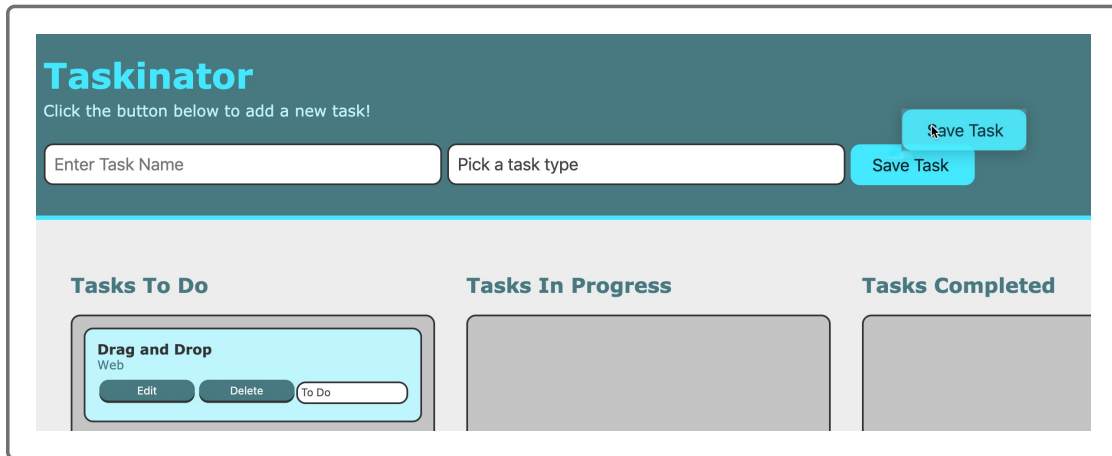 Taskinator
Click the button below to add a new task!
Save Task
Enter Task Name
Pick a task type
Save Task
Tasks To Do
Tasks In Progress
Tasks Completed
Drag and Drop
Web
Edit
Delete
To Do